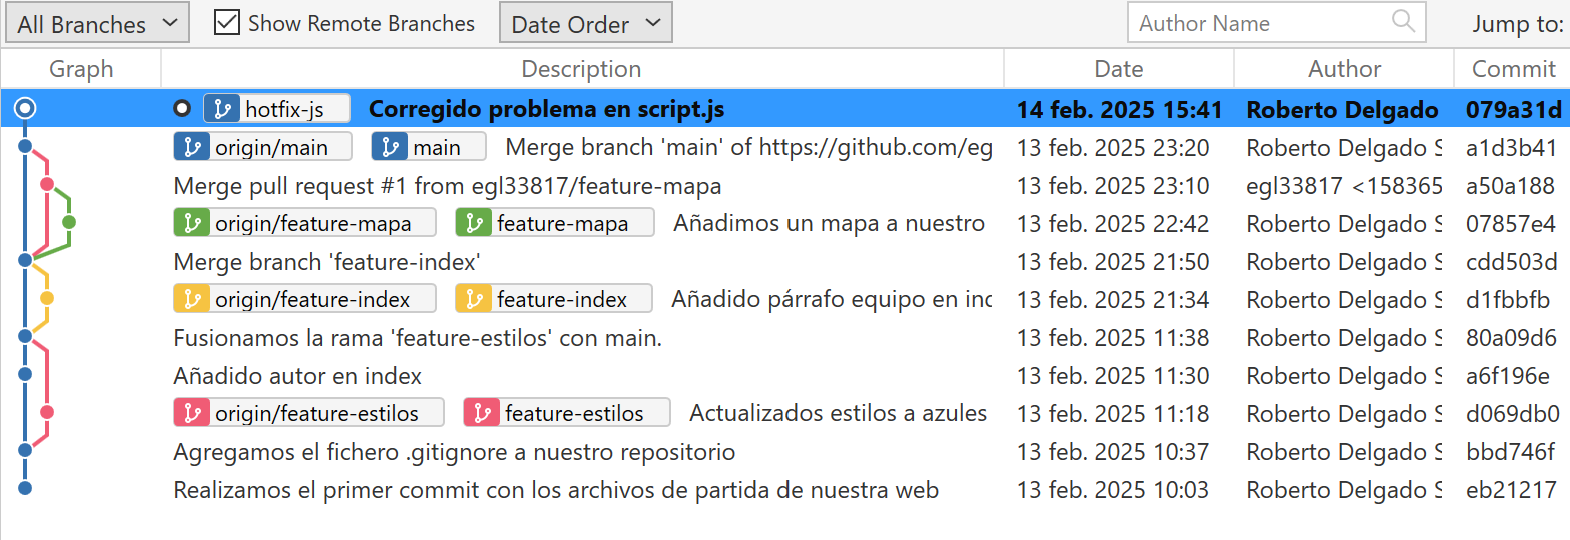 All Branches Show Remote Branches Date Order Author Name Jump to:
Graph Description Date Author Commit
hotfix-js Corregido problema en script.js 14 feb. 2025 15:41 Roberto Delgado 079a31d
origin/main main Merge branch 'main' of https://github.com/eg 13 feb. 2025 23:20 Roberto Delgado S a1d3b41
Merge pull request #1 from egl33817/feature-mapa 13 feb. 2025 23:10 egl33817 <158365 a50a188
origin/feature-mapa feature-mapa Añadimos un mapa a nuestro 13 feb. 2025 22:42 Roberto Delgado S 07857e4
Merge branch 'feature-index' 13 feb. 2025 21:50 Roberto Delgado S cdd503d
origin/feature-index feature-index Añadido párrafo equipo en inc 13 feb. 2025 21:34 Roberto Delgado S d1fbbfb
Fusionamos la rama 'feature-estilos' con main. 13 feb. 2025 11:38 Roberto Delgado S 80a09d6
Añadido autor en index 13 feb. 2025 11:30 Roberto Delgado S a6f196e
origin/feature-estilos feature-estilos Actualizados estilos a azules 13 feb. 2025 11:18 Roberto Delgado S d069db0
Agregamos el fichero .gitignore a nuestro repositorio 13 feb. 2025 10:37 Roberto Delgado S bbd746f
Realizamos el primer commit con los archivos de partida de nuestra web 13 feb. 2025 10:03 Roberto Delgado S eb21217